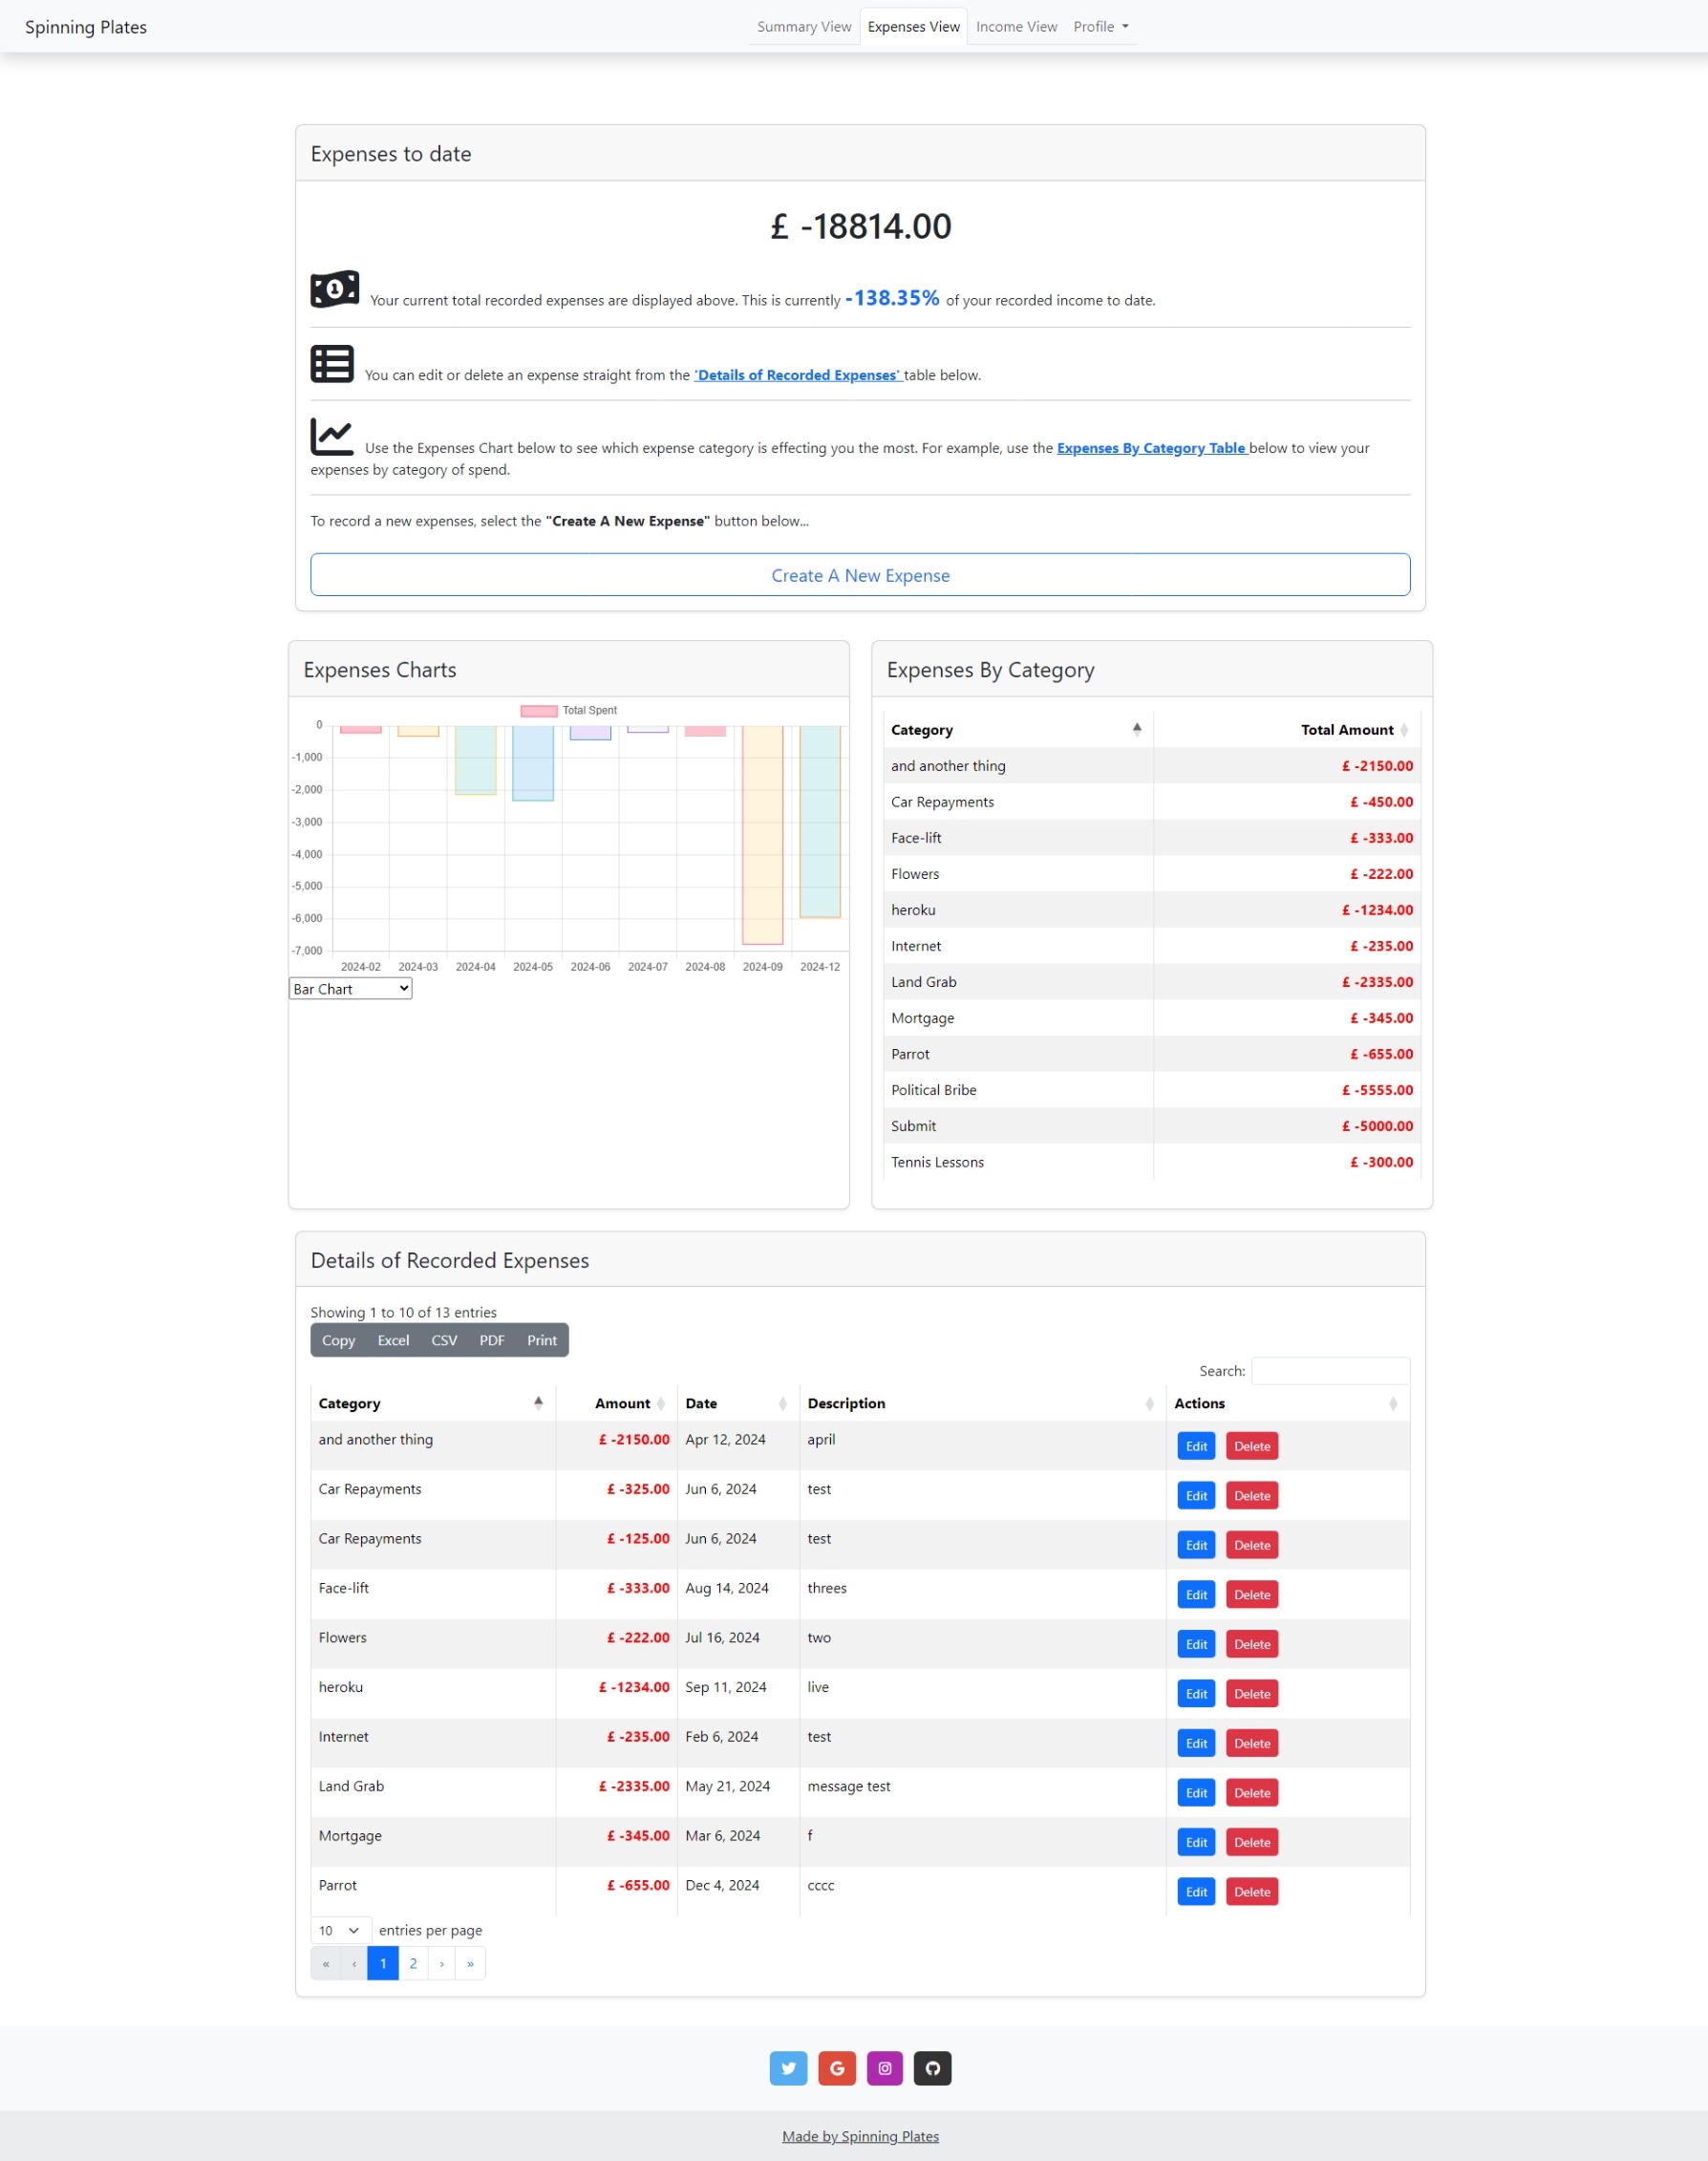 Spinning Plates
Summary View Expenses View Income View Profile
Expenses to date
£ -18814.00
Your current total recorded expenses are displayed above. This is currently -138.35% of your recorded income to date.
You can edit or delete an expense straight from the 'Details of Recorded Expenses' table below.
Use the Expenses Chart below to see which expense category is effecting you the most. For example, use the Expenses By Category Table below to view your
expenses by category of spend.
To record a new expenses, select the "Create A New Expense" button below...
Create A New Expense
Expenses Charts
Total Spent
0
-1,000
-2,000
-3,000
-4,000
-5,000
-6,000
-7,000
2024-02 2024-03 2024-04 2024-05 2024-06 2024-07 2024-08 2024-09 2024-12
Bar Chart
Expenses By Category
Category Total Amount
and another thing £ -2150.00
Car Repayments £ -450.00
Face-lift £ -333.00
Flowers £ -222.00
heroku £ -1234.00
Internet £ -235.00
Land Grab £ -2335.00
Mortgage £ -345.00
Parrot £ -655.00
Political Bribe £ -5555.00
Submit £ -5000.00
Tennis Lessons £ -300.00
Details of Recorded Expenses
Showing 1 to 10 of 13 entries
Copy Excel CSV PDF Print
Search:
Category Amount Date Description Actions
and another thing £ -2150.00 Apr 12, 2024 april Edit Delete
Car Repayments £ -325.00 Jun 6, 2024 test Edit Delete
Car Repayments £ -125.00 Jun 6, 2024 test Edit Delete
Face-lift £ -333.00 Aug 14, 2024 threes Edit Delete
Flowers £ -222.00 Jul 16, 2024 two Edit Delete
heroku £ -1234.00 Sep 11, 2024 live Edit Delete
Internet £ -235.00 Feb 6, 2024 test Edit Delete
Land Grab £ -2335.00 May 21, 2024 message test Edit Delete
Mortgage £ -345.00 Mar 6, 2024 f Edit Delete
Parrot £ -655.00 Dec 4, 2024 cccc Edit Delete
10 entries per page
« ‹ 1 2 › »
Made by Spinning Plates